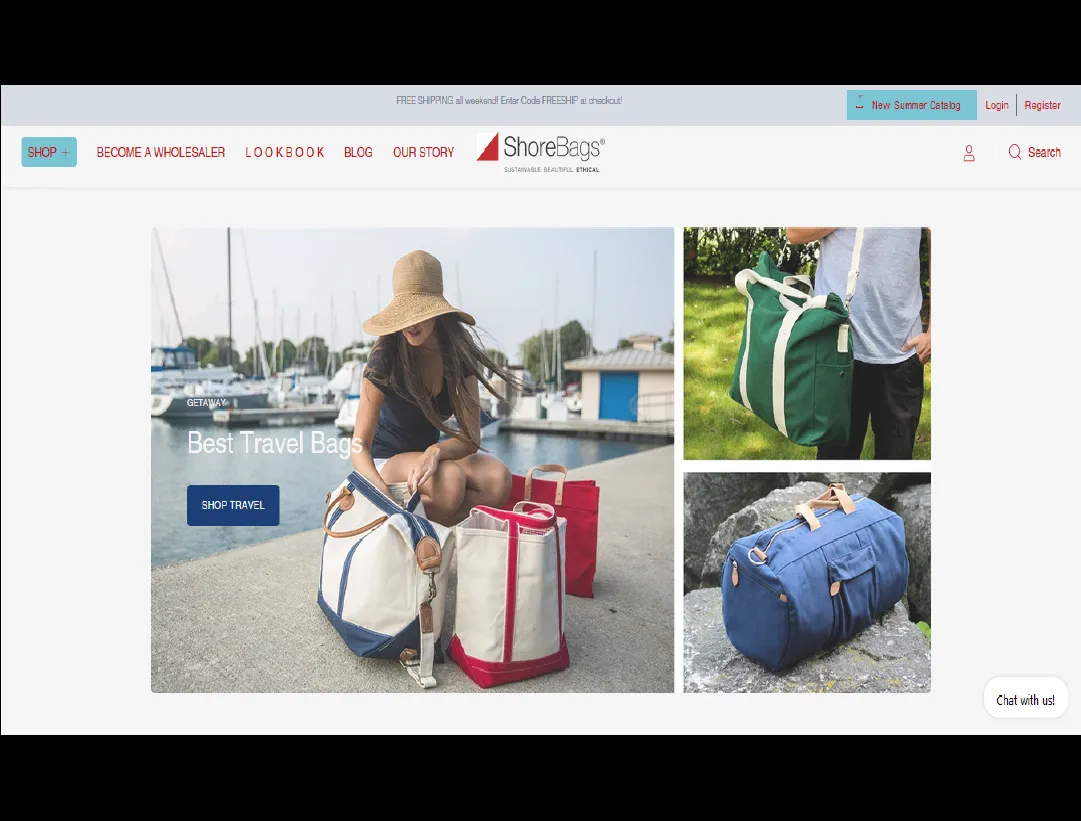 FREE SHIPPING all weekend! Enter Code FREESHIP at checkout!
New Summer Catalog
Login
Register
SHOP +
BECOME A WHOLESALER
LOOKBOOK
BLOG
OUR STORY
ShoreBags®
SUSTAINABLE. BEAUTIFUL. ETHICAL.
Search
GETAWAY
Best Travel Bags
SHOP TRAVEL
Chat with us!